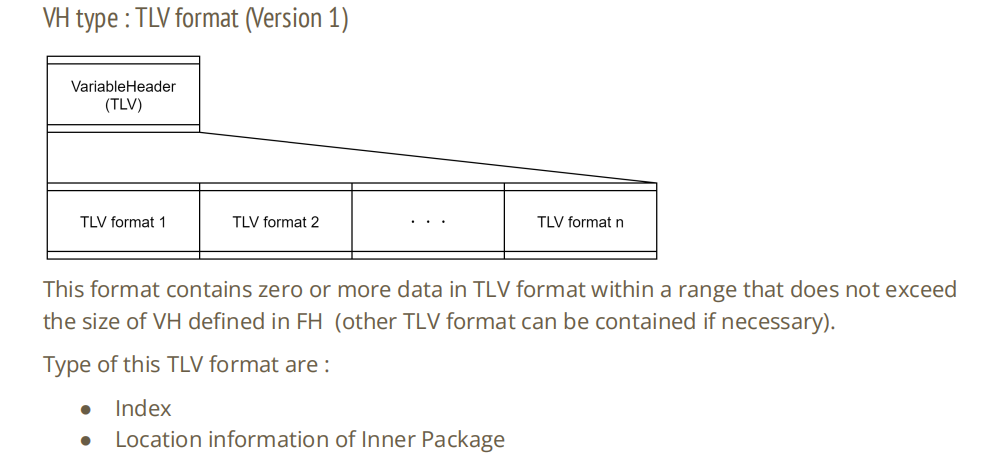 VH type : TLV format (Version 1)
VariableHeader
(TLV)
TLV format 1
TLV format 2
· · ·
TLV format n
This format contains zero or more data in TLV format within a range that does not exceed
the size of VH defined in FH  (other TLV format can be contained if necessary).
Type of this TLV format are :
● Index
● Location information of Inner Package